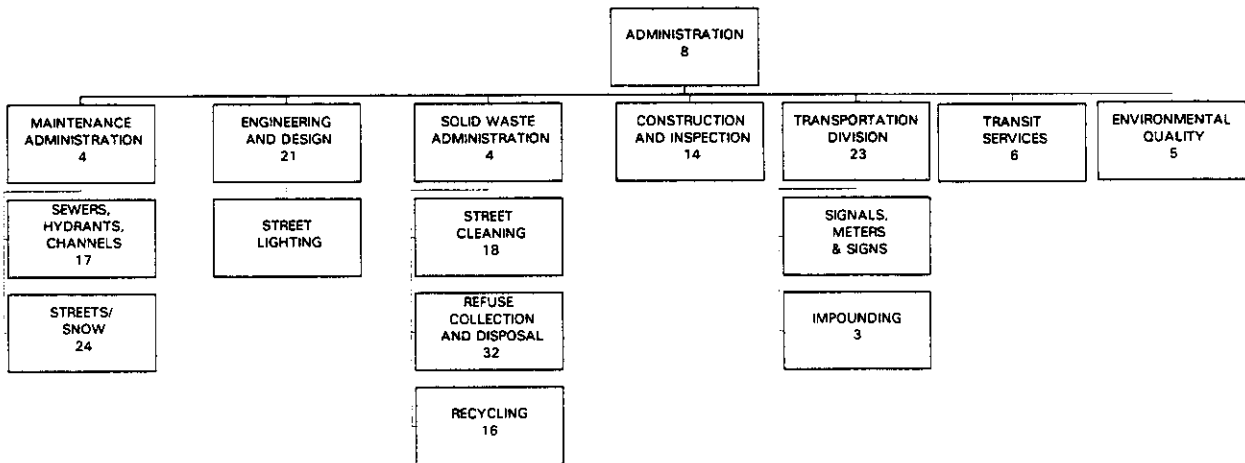 ADMINISTRATION
8
MAINTENANCE
ADMINISTRATION
4
ENGINEERING
AND DESIGN
21
SOLID WASTE
ADMINISTRATION
4
CONSTRUCTION
AND INSPECTION
14
TRANSPORTATION
DIVISION
23
TRANSIT
SERVICES
6
ENVIRONMENTAL
QUALITY
5
SEWERS,
HYDRANTS,
CHANNELS
17
STREET
LIGHTING
STREET
CLEANING
18
SIGNALS,
METERS
& SIGNS
STREETS/
SNOW
24
REFUSE
COLLECTION
AND DISPOSAL
32
IMPOUNDING
3
RECYCLING
16